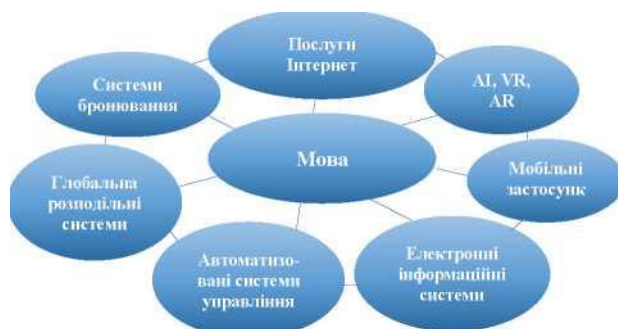 Послуги
Інтернет
Системи
бронювання
AI, VR,
AR
Мова
Глобальна
розподільні
системи
Мобільні
застосунк
Автоматизо-
вані системи
управління
Електронні
інформаційні
системи